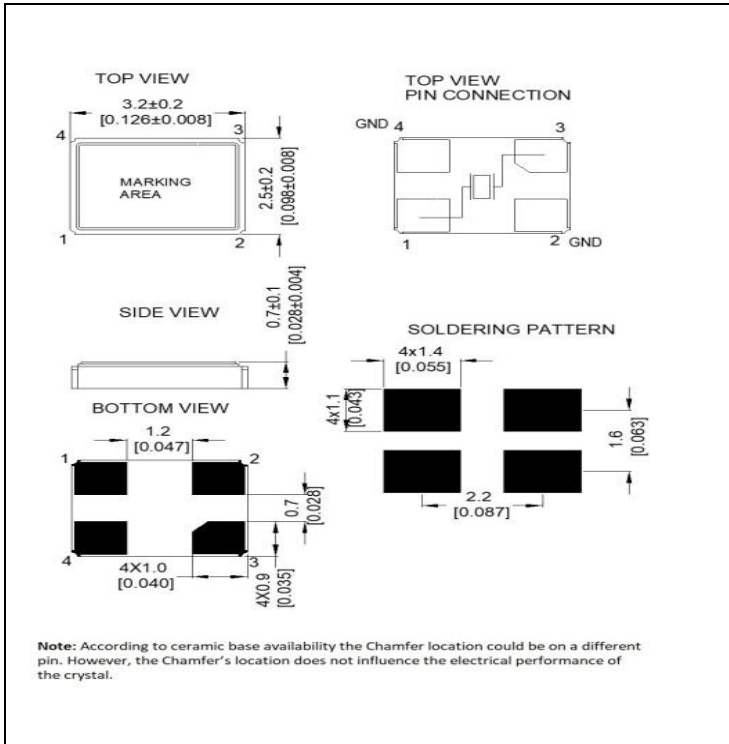 TOP VIEW
3.2±0.2
[0.126±0.008]
4
3
MARKING
AREA
1
2
2.5±0.2
[0.098±0.008]
TOP VIEW
PIN CONNECTION
GND 4
3
1
2 GND
SIDE VIEW
0.7±0.1
[0.028±0.004]
BOTTOM VIEW
1.2
[0.047]
1
2
4
3
0.7
[0.028]
4X1.0
[0.040]
4X0.9
[0.035]
SOLDERING PATTERN
4x1.4
[0.055]
4x1.1
[0.043]
1.6
[0.063]
2.2
[0.087]
Note: According to ceramic base availability the Chamfer location could be on a different
pin. However, the Chamfer's location does not influence the electrical performance of
the crystal.